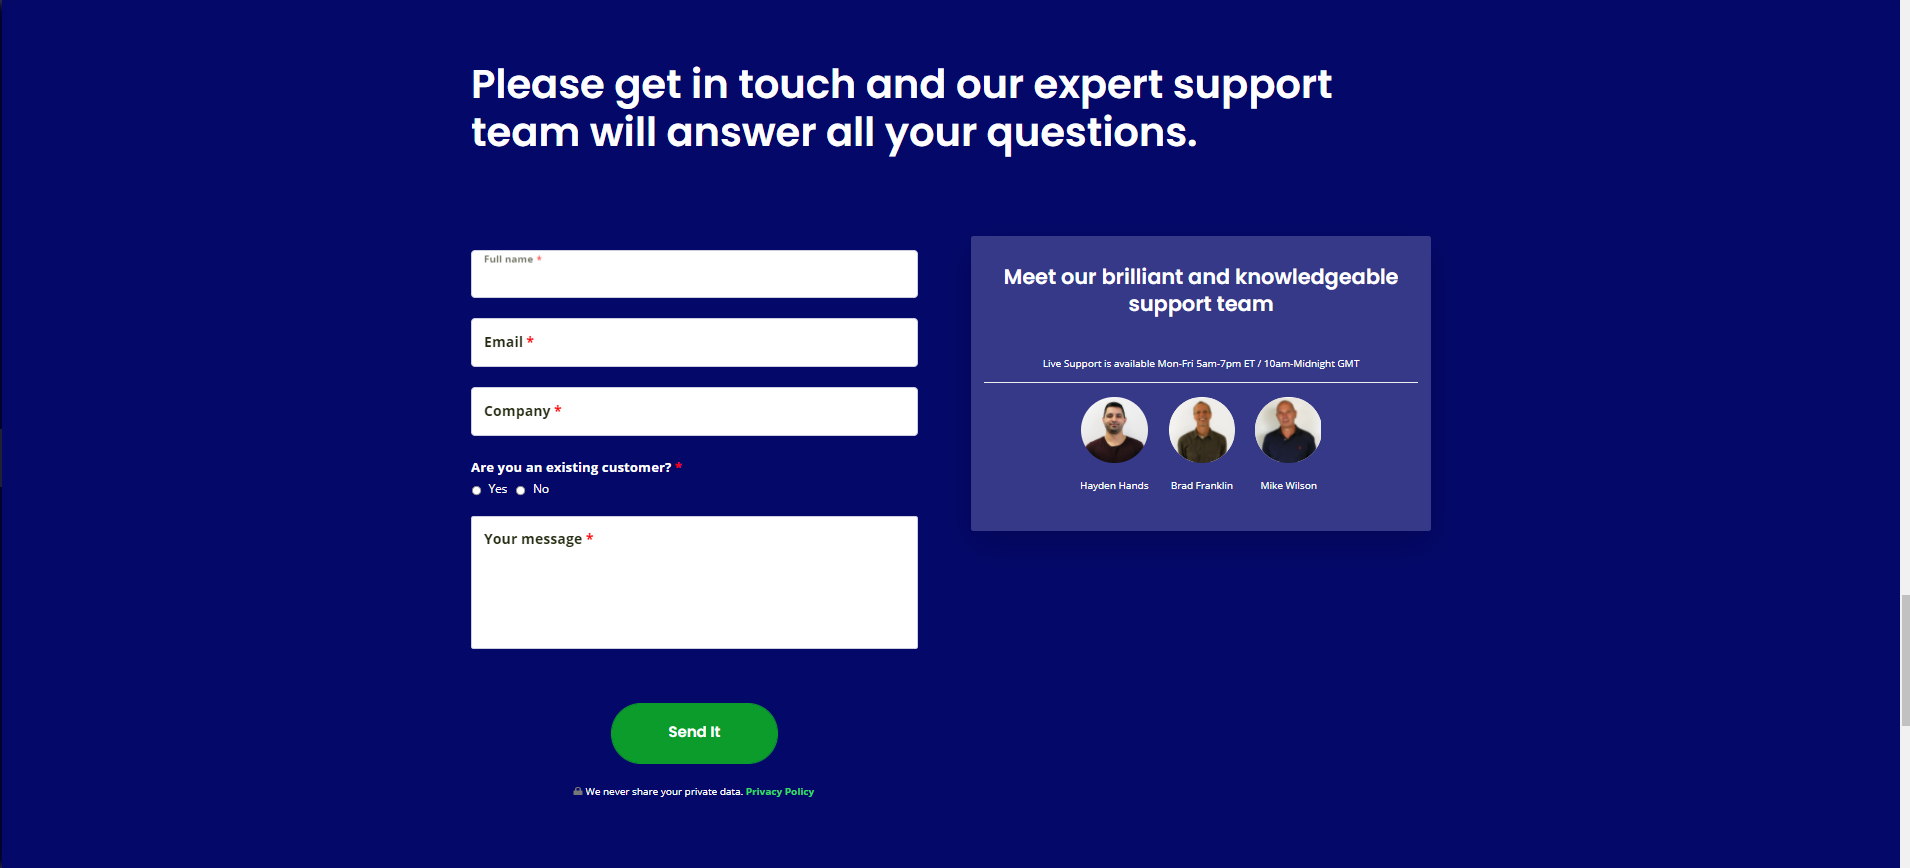 Please get in touch and our expert support
team will answer all your questions.
Full name *
Email *
Company *
Are you an existing customer? *
Yes No
Your message *
Send It
We never share your private data. Privacy Policy
Meet our brilliant and knowledgeable
support team
Live Support is available Mon-Fri 5am-7pm ET / 10am-Midnight GMT
Hayden Hands Brad Franklin Mike Wilson